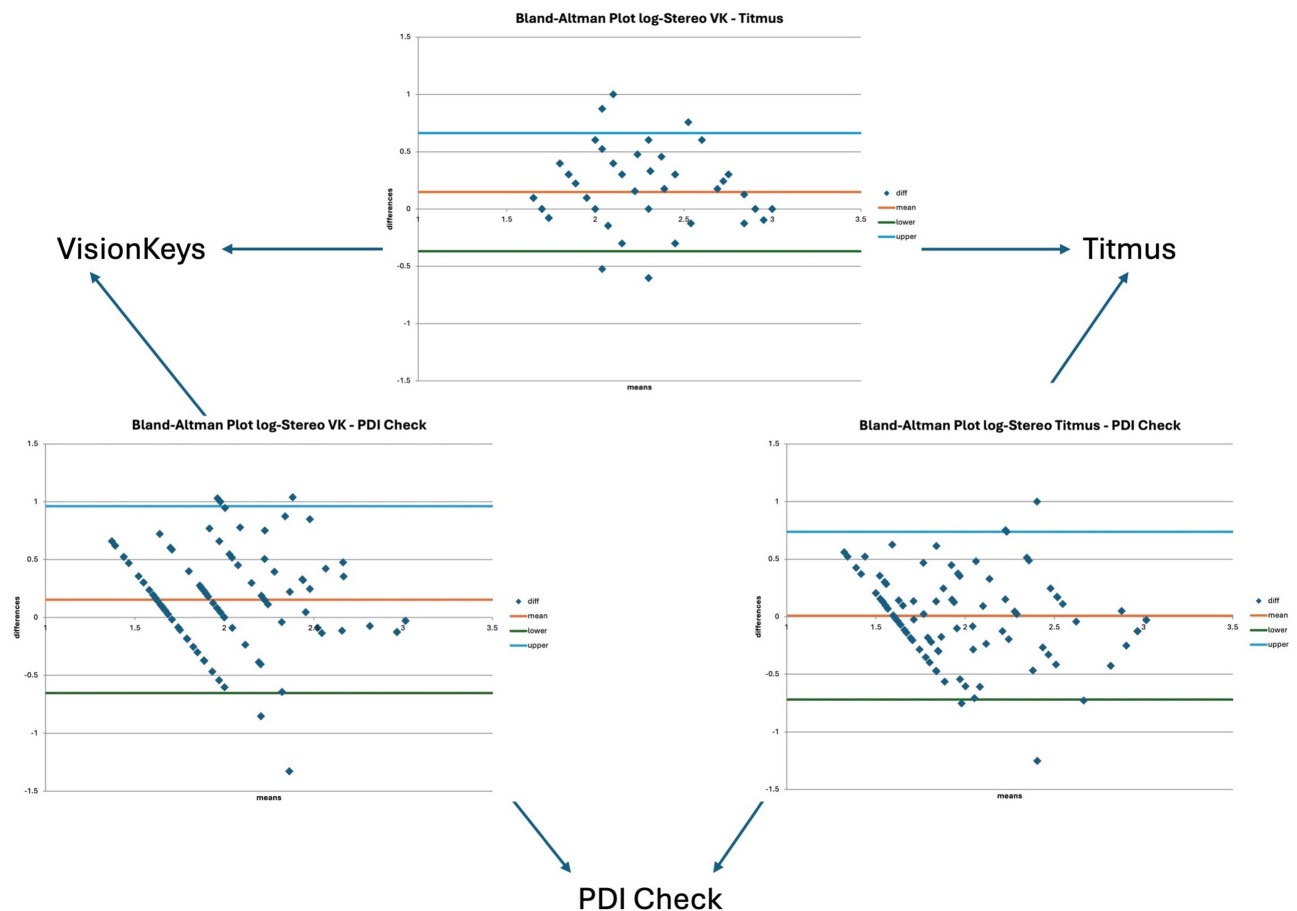 Bland-Altman Plot log-Stereo VK - Titmus
1.5
1
0.5
0
-0.5
-1
-1.5
1
1.5
2
2.5
3
3.5
differences
means
diff
mean
lower
upper
VisionKeys
Titmus
Bland-Altman Plot log-Stereo VK - PDI Check
1.5
1
0.5
0
-0.5
-1
-1.5
1
1.5
2
2.5
3
3.5
differences
means
diff
mean
lower
upper
Bland-Altman Plot log-Stereo Titmus - PDI Check
1.5
1
0.5
0
-0.5
-1
-1.5
1
1.5
2
2.5
3
3.5
differences
means
diff
mean
lower
upper
PDI Check